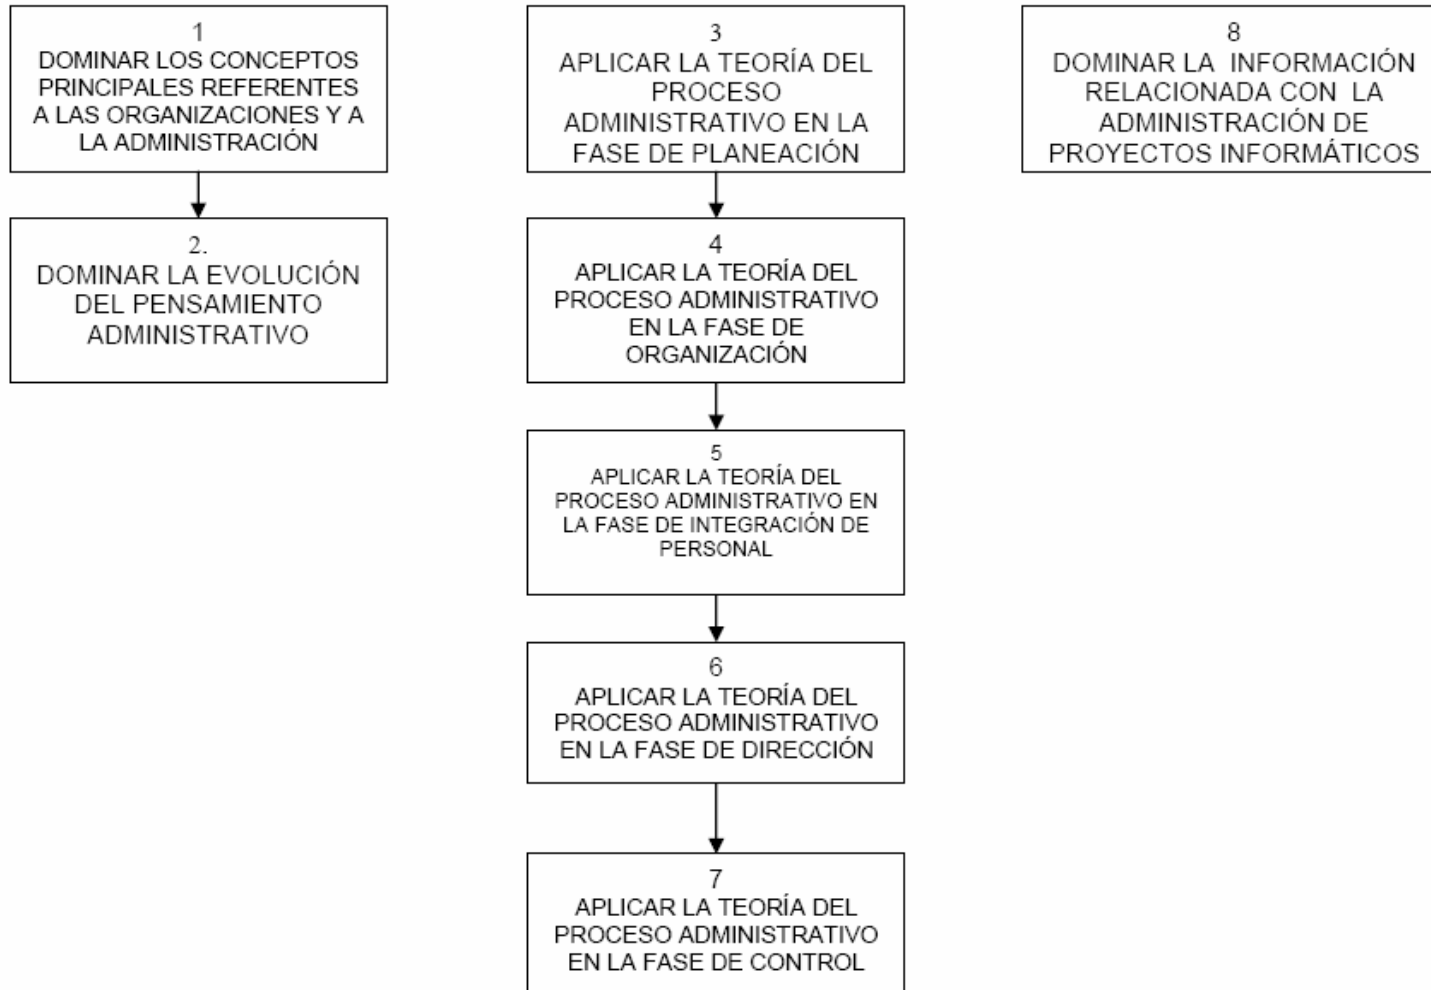 1
DOMINAR LOS CONCEPTOS
PRINCIPALES REFERENTES
A LAS ORGANIZACIONES Y A
LA ADMINISTRACIÓN
2.
DOMINAR LA EVOLUCIÓN
DEL PENSAMIENTO
ADMINISTRATIVO
3
APLICAR LA TEORÍA DEL
PROCESO
ADMINISTRATIVO EN LA
FASE DE PLANEACIÓN
4
APLICAR LA TEORÍA DEL
PROCESO ADMINISTRATIVO
EN LA FASE DE
ORGANIZACIÓN
5
APLICAR LA TEORÍA DEL
PROCESO ADMINISTRATIVO EN
LA FASE DE INTEGRACIÓN DE
PERSONAL
6
APLICAR LA TEORÍA DEL
PROCESO ADMINISTRATIVO
EN LA FASE DE DIRECCIÓN
7
APLICAR LA TEORÍA DEL
PROCESO ADMINISTRATIVO
EN LA FASE DE CONTROL
8
DOMINAR LA INFORMACIÓN
RELACIONADA CON LA
ADMINISTRACIÓN DE
PROYECTOS INFORMÁTICOS